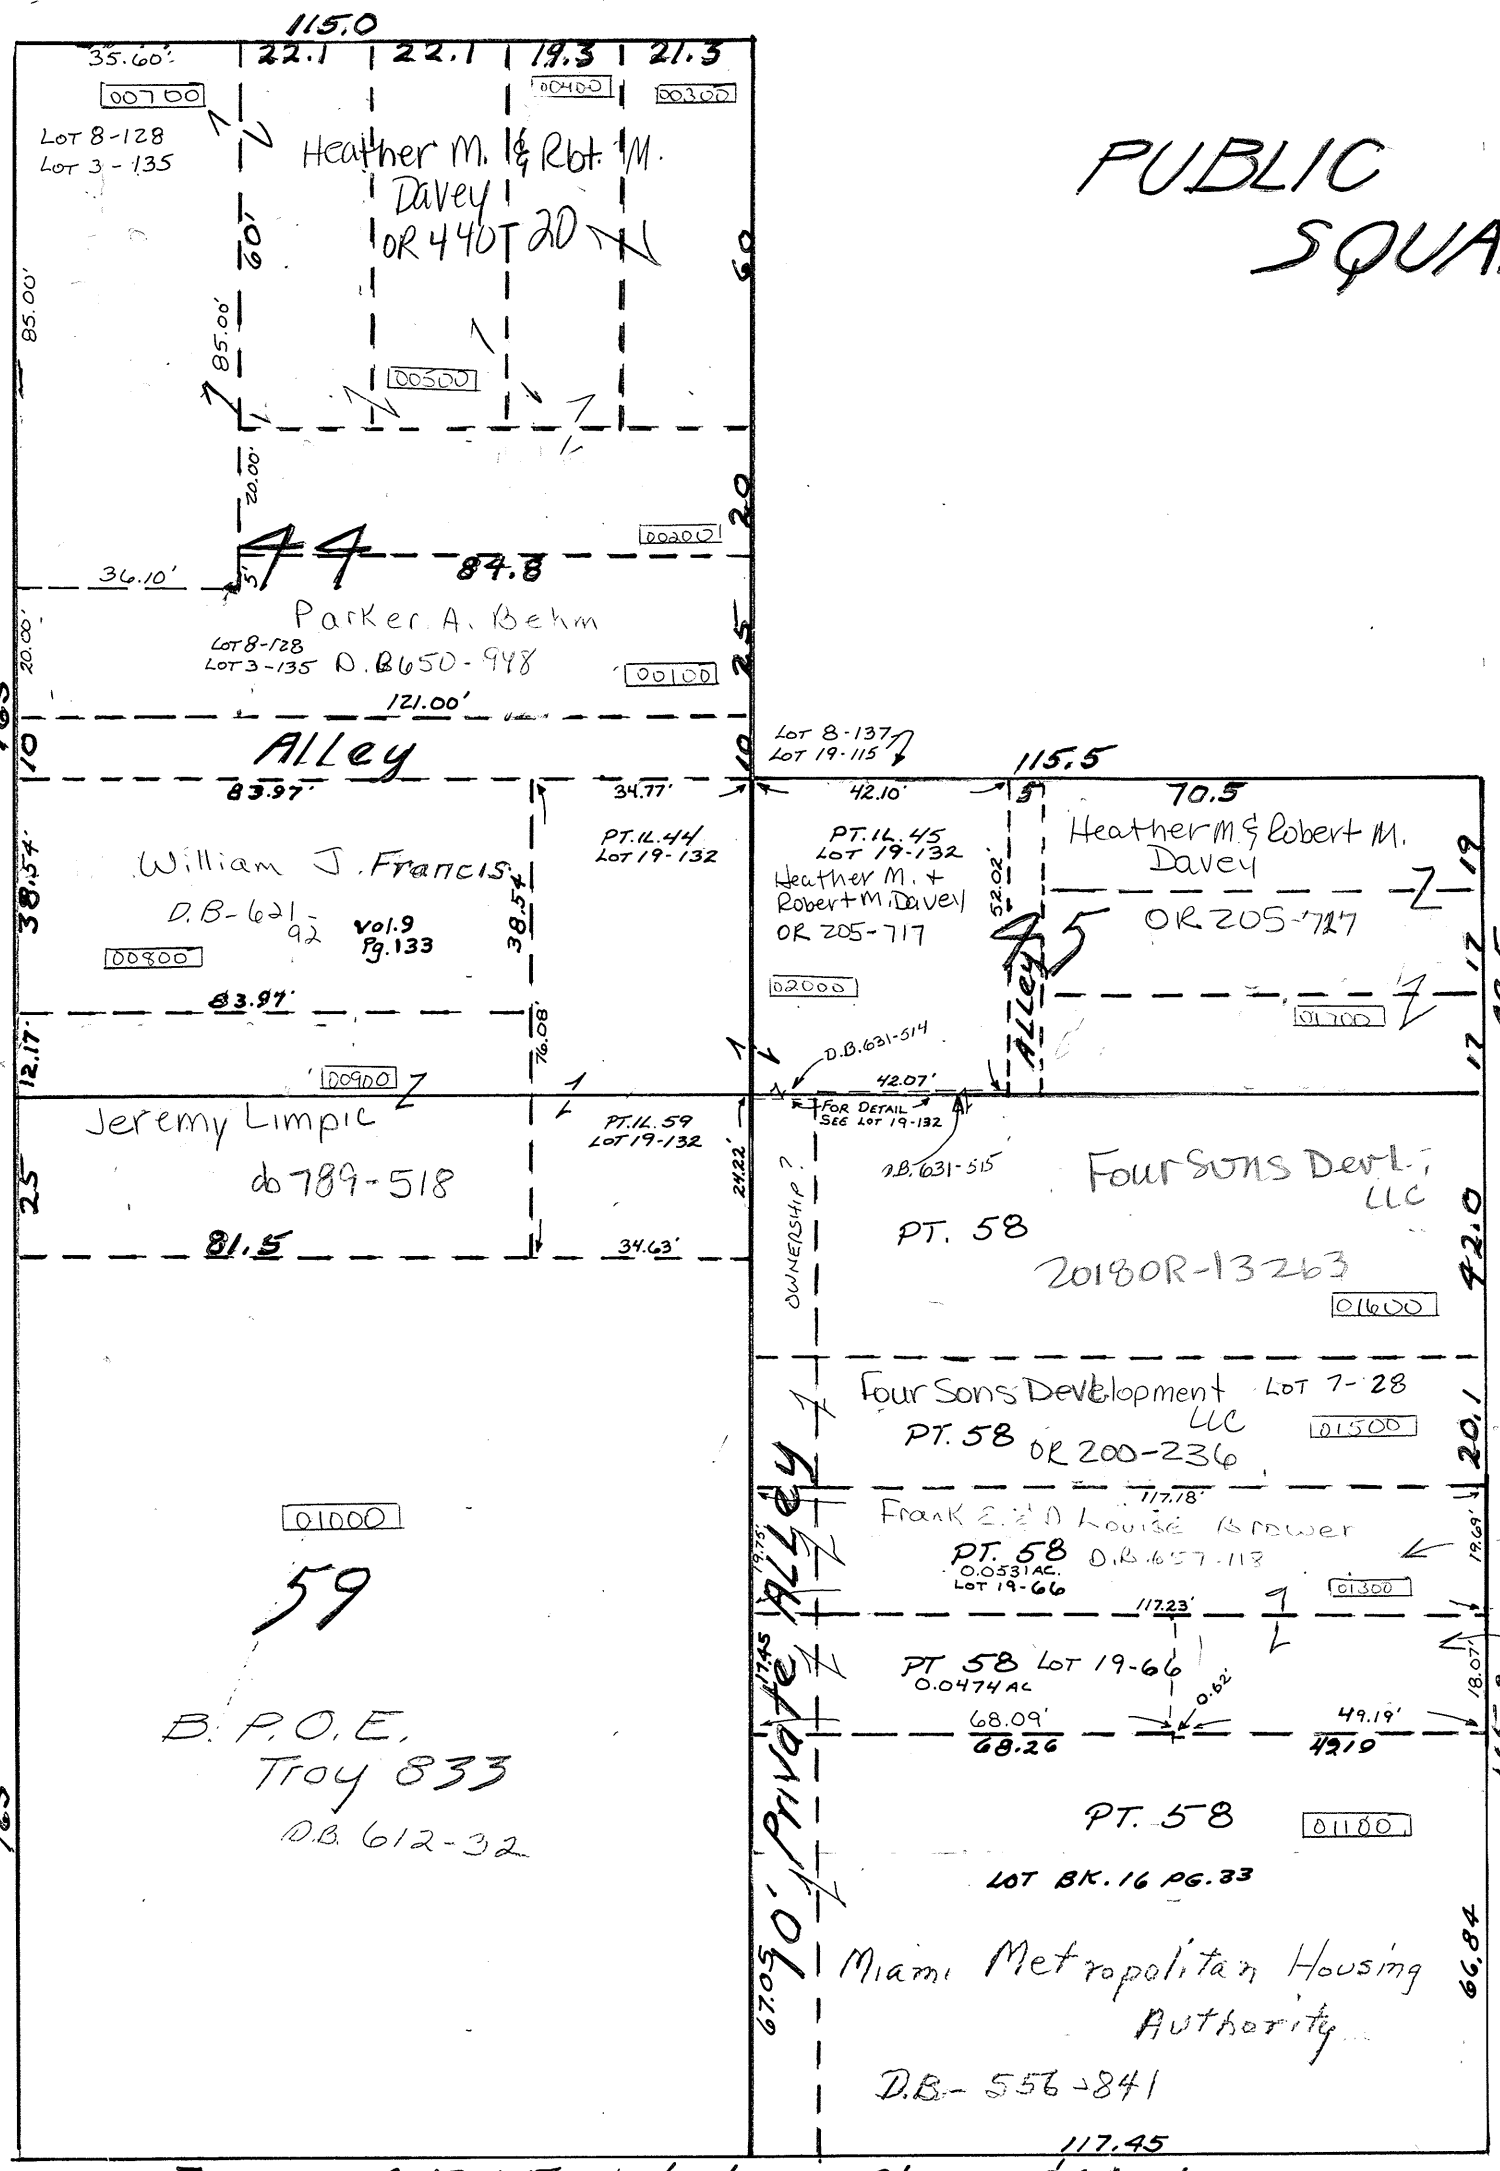 115.0
35.60'
22.1
22.1
19.3
21.3
00700
00400
00300
LOT 8-128
LOT 3-135
Heather M. & Rbt. M.
Davey
OR 440-20
60'
60
85.00'
85.00'
00500
20.00'
20
00200
44
84.8
36.10'
5'
Parker A. Behm
LOT 8-128
LOT 3-135
D.B 650-948
00100
25
20.00'
121.00'
10
Alley
10
PUBLIC
SQUA
LOT 8-137
LOT 19-115
115.5
83.97'
34.77'
42.10'
5
70.5
PT. IL. 44
LOT 19-132
PT. IL. 45
LOT 19-132
Heather M. +
Robert M. Davey
OR 205-717
Heather M & Robert M.
Davey
OR 205-727
19
38.54'
William J. Francis
D.B-621-
92
Vol.9
Pg.133
38.54
52.02'
45
ALLey
17
00800
02000
01700
83.97'
76.08'
12.17'
D.B.631-514
17
00900
42.07'
Jeremy Limpic
db 789-518
PT. IL. 59
LOT 19-132
FOR DETAIL
SEE LOT 19-132
D.B. 631-515
24.22'
OWNERSHIP?
Four Sons Devl.,
LLC
PT. 58
2018OR-13263
25
42.0
81.5
34.63'
01600
Four Sons Development
LLC
LOT 7-28
PT. 58
OR 200-236
01500
20.1
01000
59
117.18'
Frank E. & D Louise Brower
PT. 58
D.B. 657-118
0.0531 AC.
LOT 19-66
01300
19.75'
19.69'
117.23'
PT 58 LOT 19-66
0.0474 AC
17.45
18.07'
0.62'
68.09'
68.26
49.19'
B.P.O.E.
Troy 833
D.B. 612-32
10' Private Alley
PT. 58
01100
LOT BK. 16 PG. 33
Miami Metropolitan Housing
Authority
D.B- 556-841
67.05
66.84
117.45
165